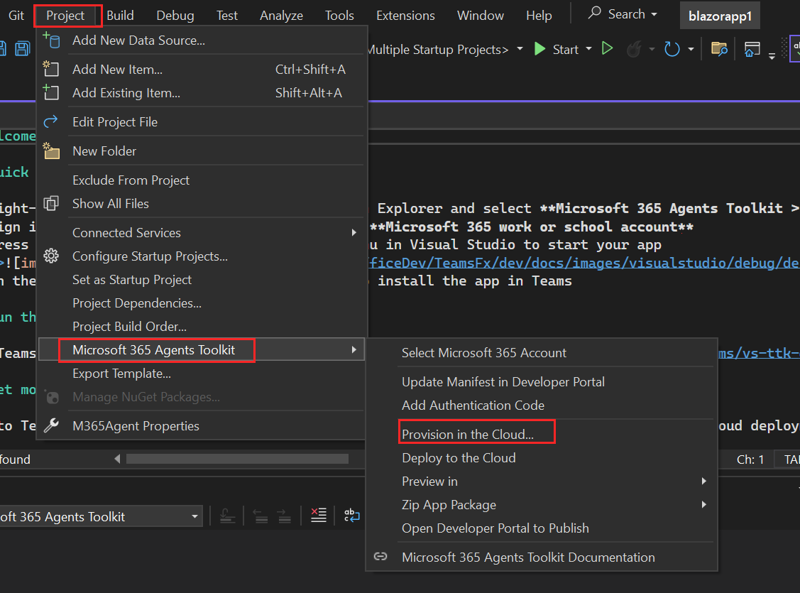 Git Project Build Debug Test Analyze Tools Extensions Window Help Search blazorapp1
Multiple Startup Projects> Start
Add New Data Source...
Add New Item... Ctrl+Shift+A
Add Existing Item... Shift+Alt+A
Edit Project File
New Folder
Exclude From Project
Show All Files
Connected Services
Configure Startup Projects...
Set as Startup Project
Project Dependencies...
Project Build Order...
Microsoft 365 Agents Toolkit
Export Template...
Manage NuGet Packages...
M365Agent Properties
lcome
uick
ight- Explorer and select **Microsoft 365 Agents Toolkit >
ign i **Microsoft 365 work or school account**
ress u in Visual Studio to start your app
>![im fficeDev/TeamsFx/dev/docs/images/visualstudio/debug/de
n the install the app in Teams
un th
Teams ms/vs-ttk-
et mo
to Te oud deploy
Select Microsoft 365 Account
Update Manifest in Developer Portal
Add Authentication Code
Provision in the Cloud...
Deploy to the Cloud
Preview in
Zip App Package
Open Developer Portal to Publish
Microsoft 365 Agents Toolkit Documentation
found Ch: 1 TA
oft 365 Agents Toolkit